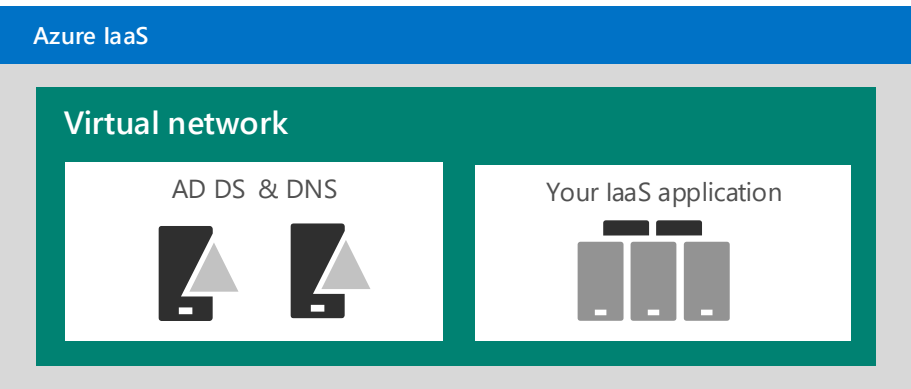 Azure IaaS
Virtual network
AD DS & DNS
Your IaaS application